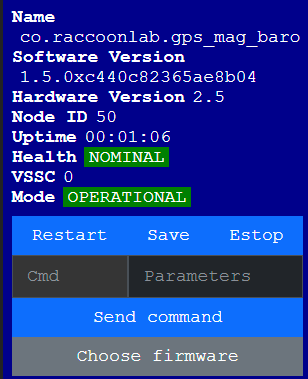 Name
co.raccoonlab.gps_mag_baro
Software Version
1.5.0xc440c82365ae8b04
Hardware Version 2.5
Node ID 50
Uptime 00:01:06
Health NOMINAL
VSSC 0
Mode OPERATIONAL
Restart Save Estop
Cmd Parameters
Send command
Choose firmware